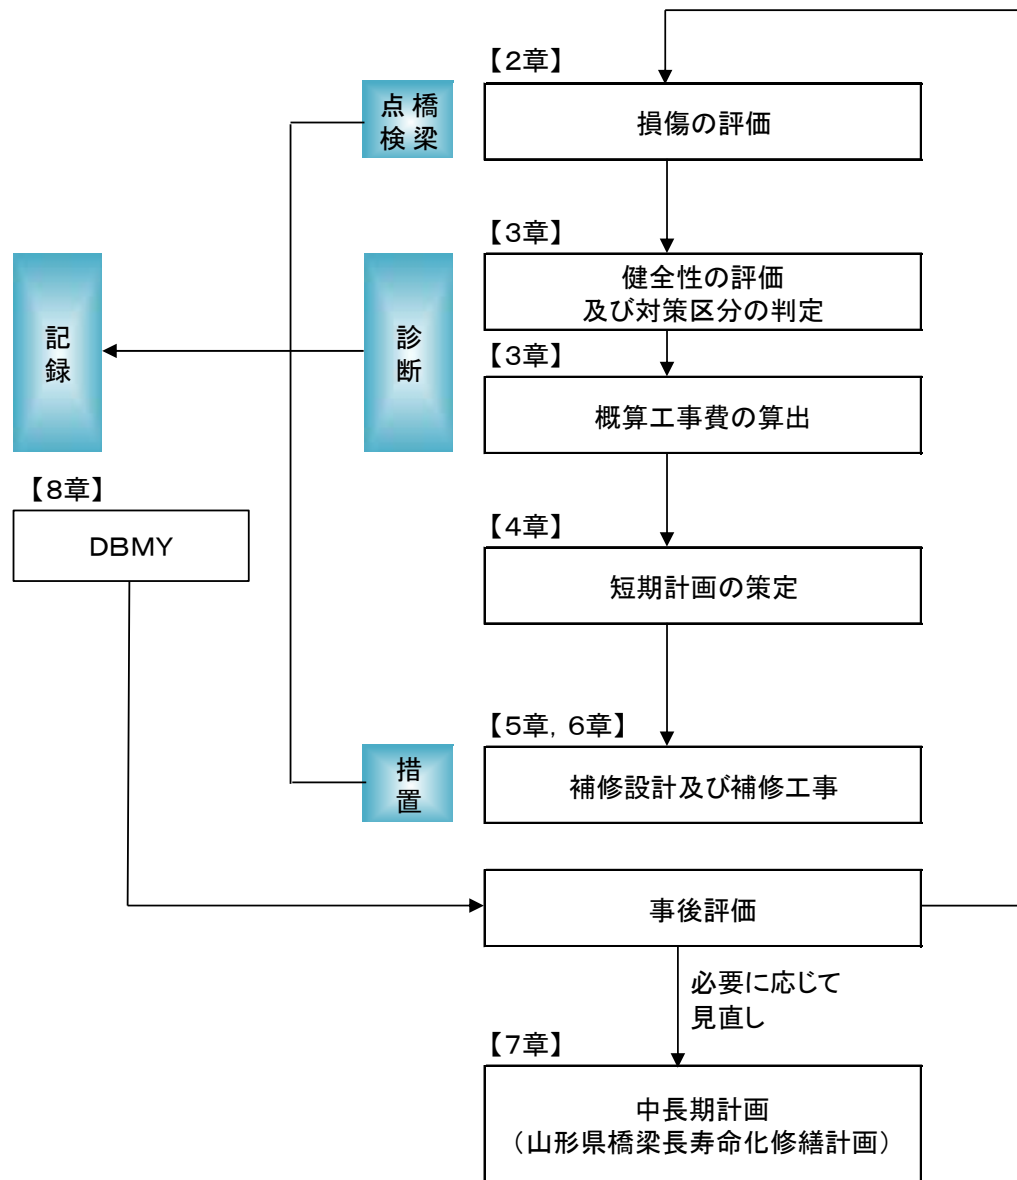 【2章】
橋梁
点検
損傷の評価
【3章】
健全性の評価
及び対策区分の判定
記録
診断
【3章】
概算工事費の算出
【8章】
DBMY
【4章】
短期計画の策定
【5章，6章】
措置
補修設計及び補修工事
事後評価
必要に応じて
見直し
【7章】
中長期計画
（山形県橋梁長寿命化修繕計画）